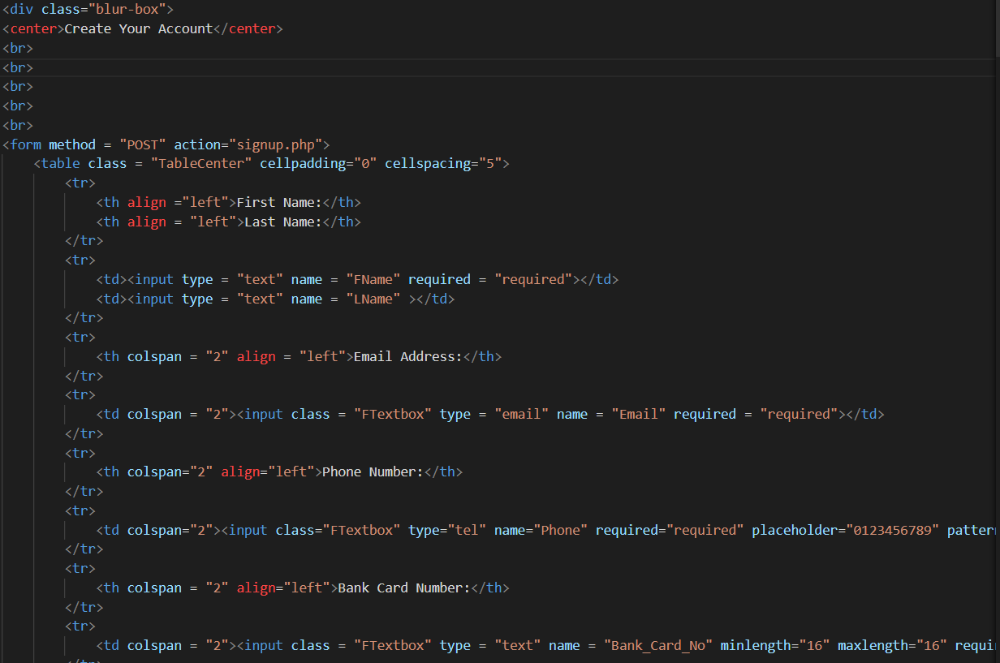 <div class="blur-box">
<center>Create Your Account</center>
<br>
<br>
<br>
<br>
<br>
<form method = "POST" action="signup.php">
    <table class = "TableCenter" cellpadding="0" cellspacing="5">
        <tr>
            <th align ="left">First Name:</th>
            <th align = "left">Last Name:</th>
        </tr>
        <tr>
            <td><input type = "text" name = "FName" required = "required"></td>
            <td><input type = "text" name = "LName" ></td>
        </tr>
        <tr>
            <th colspan = "2" align = "left">Email Address:</th>
        </tr>
        <tr>
            <td colspan = "2"><input class = "FTextbox" type = "email" name = "Email" required = "required"></td>
        </tr>
        <tr>
            <th colspan="2" align="left">Phone Number:</th>
        </tr>
        <tr>
            <td colspan="2"><input class="FTextbox" type="tel" name="Phone" required="required" placeholder="0123456789" pattern
        </tr>
        <tr>
            <th colspan = "2" align="left">Bank Card Number:</th>
        </tr>
        <tr>
            <td colspan = "2"><input class = "FTextbox" type = "text" name = "Bank_Card_No" minlength="16" maxlength="16" requi